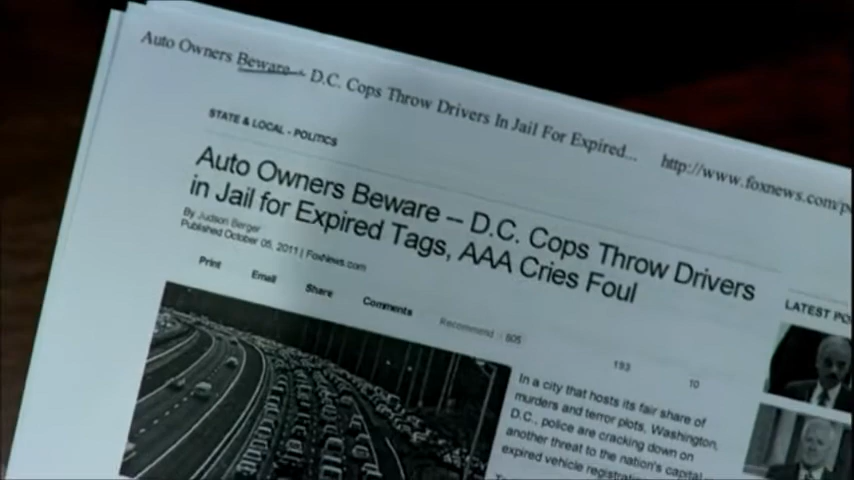 Auto Owners Beware -- D.C. Cops Throw Drivers In Jail For Expired...
http://www.foxnews.com/p
STATE & LOCAL - POLITICS
Auto Owners Beware -- D.C. Cops Throw Drivers
in Jail for Expired Tags, AAA Cries Foul
By Judson Berger
Published October 05, 2011 | FoxNews.com
Print Email Share Comments Recommend 605
193 10
LATEST PO
In a city that hosts its fair share of
murders and terror plots, Washington,
D.C., police are cracking down on
another threat to the nation's capital
expired vehicle registrati